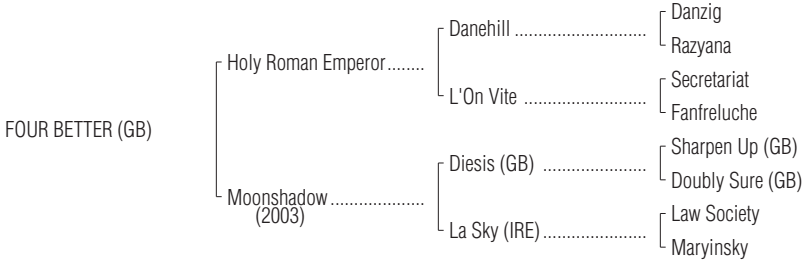 Danzig
Danehill ..............................
Razyana
Holy Roman Emperor........
L'On Vite ............................
Secretariat
Fanfreluche
FOUR BETTER (GB)
Sharpen Up (GB)
Diesis (GB) .......................
Doubly Sure (GB)
Moonshadow ....................
(2003)
La Sky (IRE).......................
Law Society
Maryinsky